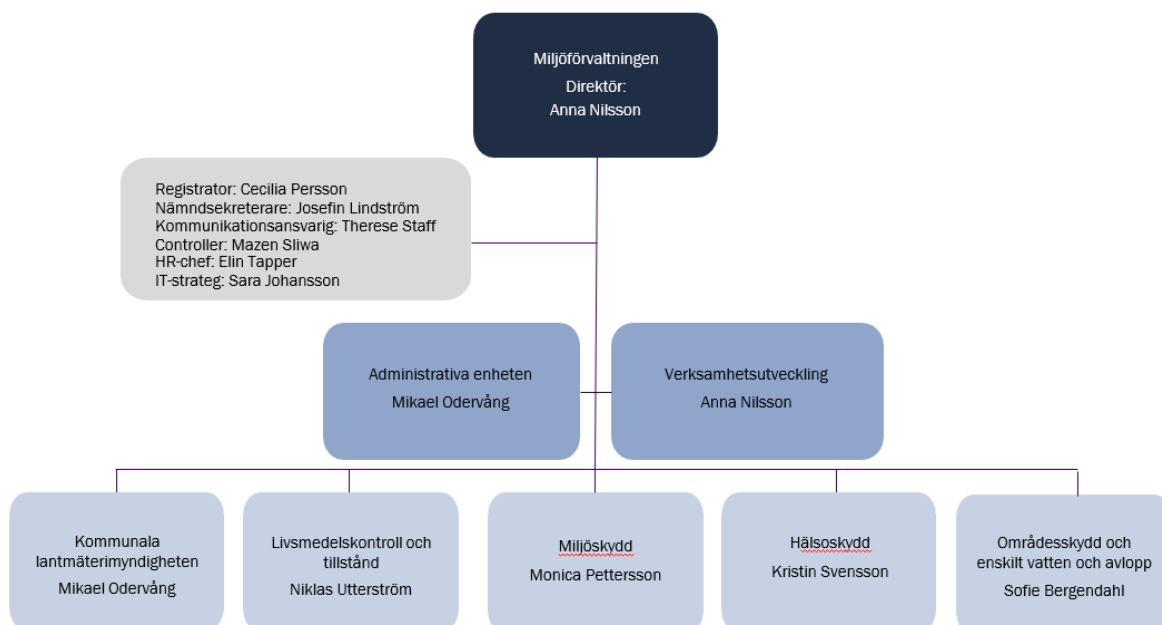 Miljöförvaltningen
Direktör:
Anna Nilsson
Registrator: Cecilia Persson
Nämndsekreterare: Josefin Lindström
Kommunikationsansvarig: Therese Staff
Controller: Mazen Sliwa
HR-chef: Elin Tapper
IT-strateg: Sara Johansson
Administrativa enheten
Mikael Odervång
Verksamhetsutveckling
Anna Nilsson
Kommunala
lantmäterimyndigheten
Mikael Odervång
Livsmedelskontroll och
tillstånd
Niklas Utterström
Miljöskydd
Monica Pettersson
Hälsoskydd
Kristin Svensson
Områdesskydd och
enskilt vatten och avlopp
Sofie Bergendahl